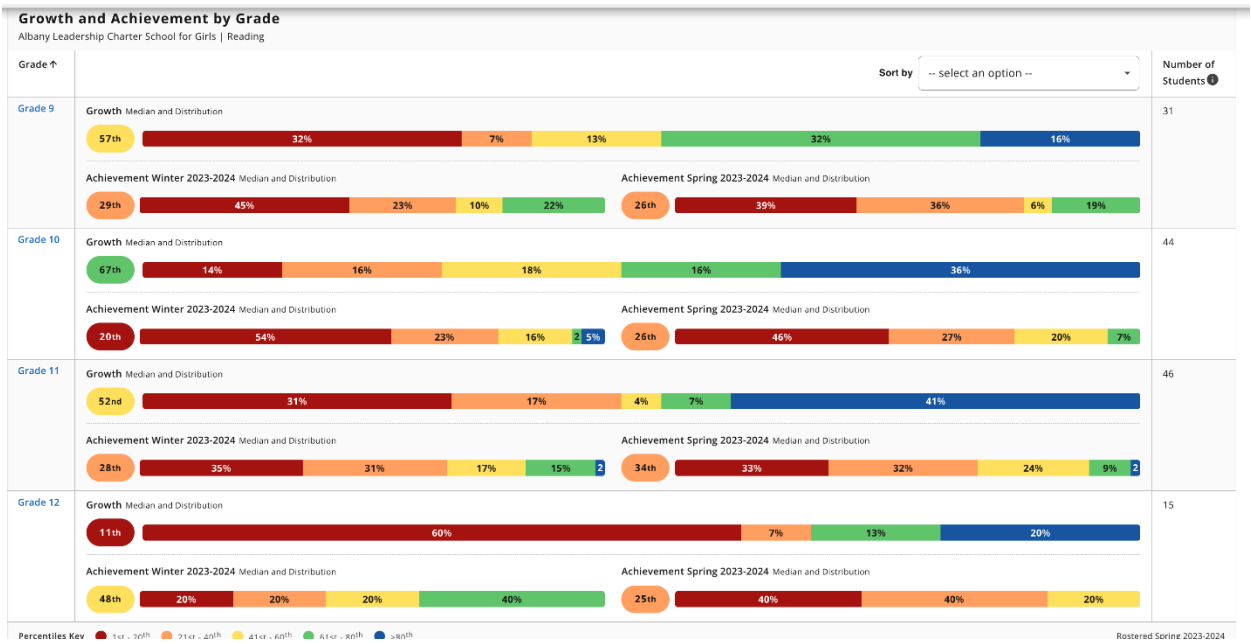 Growth and Achievement by Grade
Albany Leadership Charter School for Girls | Reading
Grade ↑
Sort by -- select an option --
Number of
Students
Grade 9
Growth Median and Distribution
31
57th 32% 7% 13% 32% 16%
Achievement Winter 2023-2024 Median and Distribution
29th 45% 23% 10% 22%
Achievement Spring 2023-2024 Median and Distribution
26th 39% 36% 6% 19%
Grade 10
Growth Median and Distribution
44
67th 14% 16% 18% 16% 36%
Achievement Winter 2023-2024 Median and Distribution
20th 54% 23% 16% 2 5%
Achievement Spring 2023-2024 Median and Distribution
26th 46% 27% 20% 7%
Grade 11
Growth Median and Distribution
46
52nd 31% 17% 4% 7% 41%
Achievement Winter 2023-2024 Median and Distribution
28th 35% 31% 17% 15% 2
Achievement Spring 2023-2024 Median and Distribution
34th 33% 32% 24% 9% 2
Grade 12
Growth Median and Distribution
15
11th 60% 7% 13% 20%
Achievement Winter 2023-2024 Median and Distribution
48th 20% 20% 20% 40%
Achievement Spring 2023-2024 Median and Distribution
25th 40% 40% 20%
Percentiles Key 1st - 20th 21st - 40th 41st - 60th 61st - 80th >80th
Rostered Spring 2023-2024